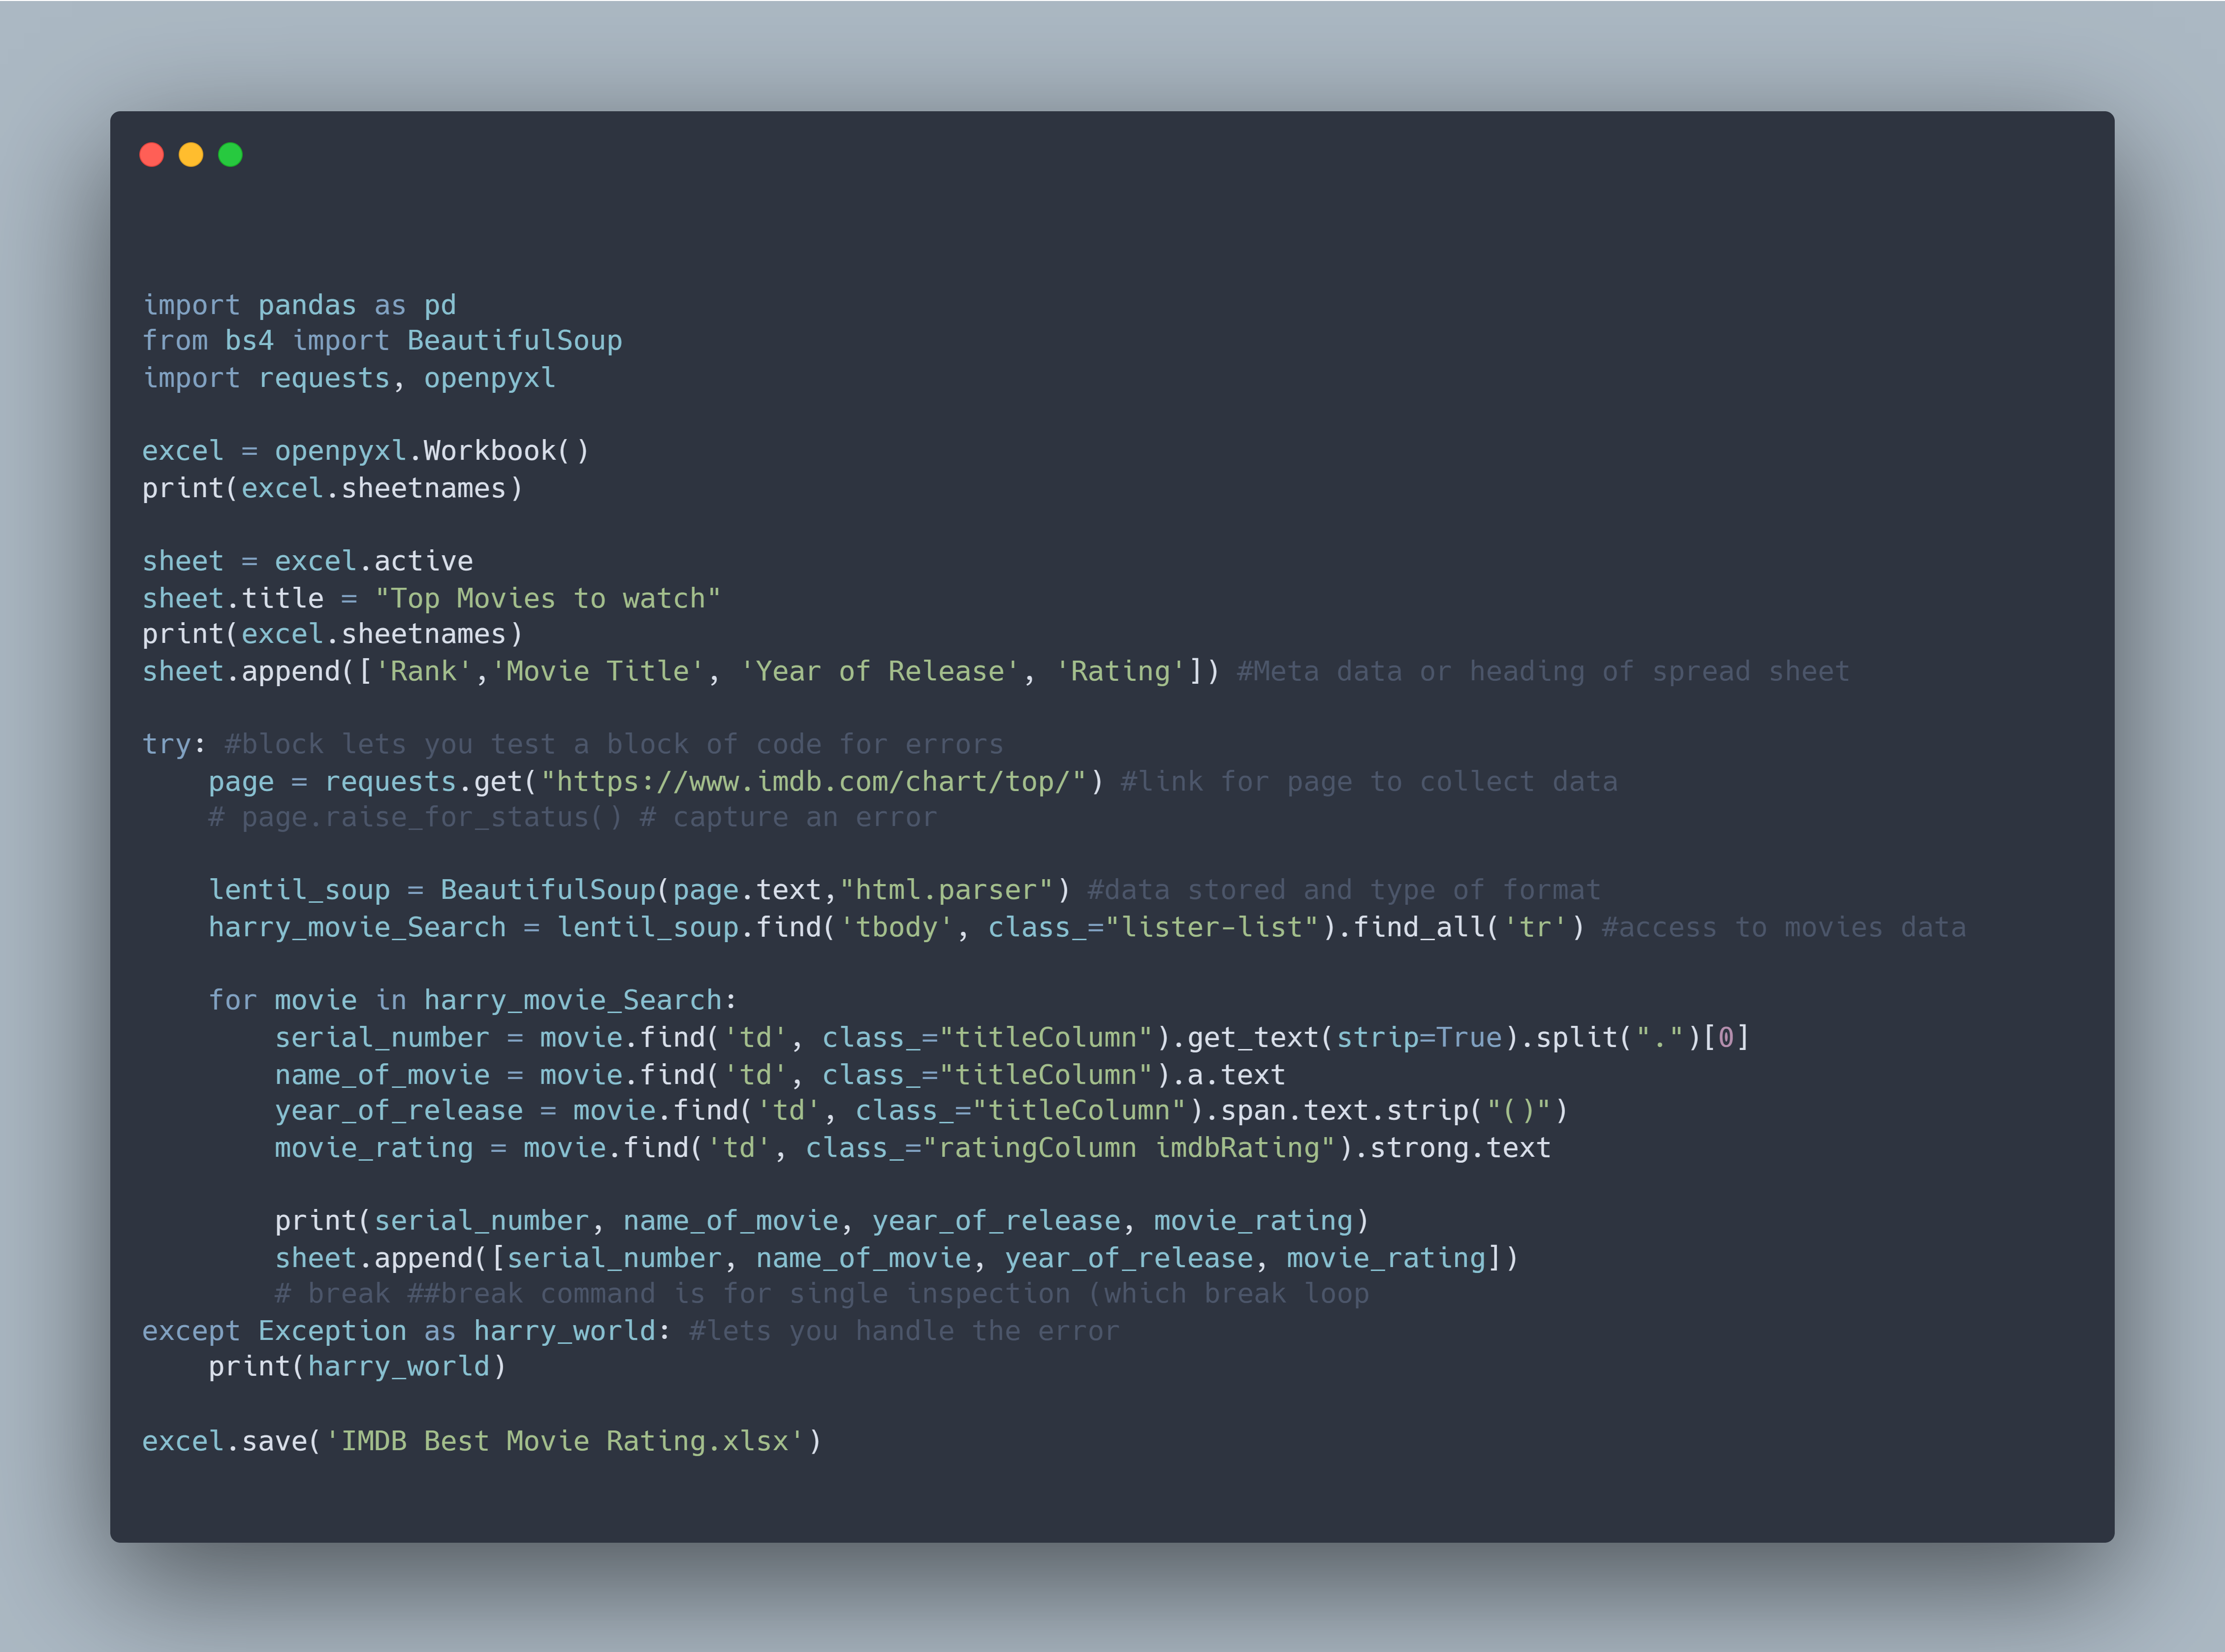 import pandas as pd
from bs4 import BeautifulSoup
import requests, openpyxl

excel = openpyxl.Workbook()
print(excel.sheetnames)

sheet = excel.active
sheet.title = "Top Movies to watch"
print(excel.sheetnames)
sheet.append(['Rank','Movie Title', 'Year of Release', 'Rating']) #Meta data or heading of spread sheet

try: #block lets you test a block of code for errors
    page = requests.get("https://www.imdb.com/chart/top/") #link for page to collect data
    # page.raise_for_status() # capture an error

    lentil_soup = BeautifulSoup(page.text,"html.parser") #data stored and type of format
    harry_movie_Search = lentil_soup.find('tbody', class_="lister-list").find_all('tr') #access to movies data

    for movie in harry_movie_Search:
        serial_number = movie.find('td', class_="titleColumn").get_text(strip=True).split(".")[0]
        name_of_movie = movie.find('td', class_="titleColumn").a.text
        year_of_release = movie.find('td', class_="titleColumn").span.text.strip("()")
        movie_rating = movie.find('td', class_="ratingColumn imdbRating").strong.text

        print(serial_number, name_of_movie, year_of_release, movie_rating)
        sheet.append([serial_number, name_of_movie, year_of_release, movie_rating])
        # break ##break command is for single inspection (which break loop
except Exception as harry_world: #lets you handle the error
    print(harry_world)

excel.save('IMDB Best Movie Rating.xlsx')